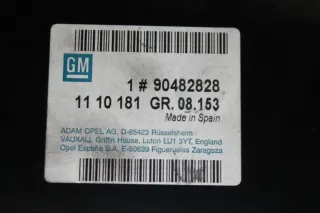 GM
1 # 90482828
11 10 181 GR. 08.153
Made in Spain
ADAM OPEL AG, D-65423 Rüsselsheim
VAUXALL, Griffin House, Luton LU1 3YT, England
Opel España S.A., E-50639 Figueruelas Zaragoza